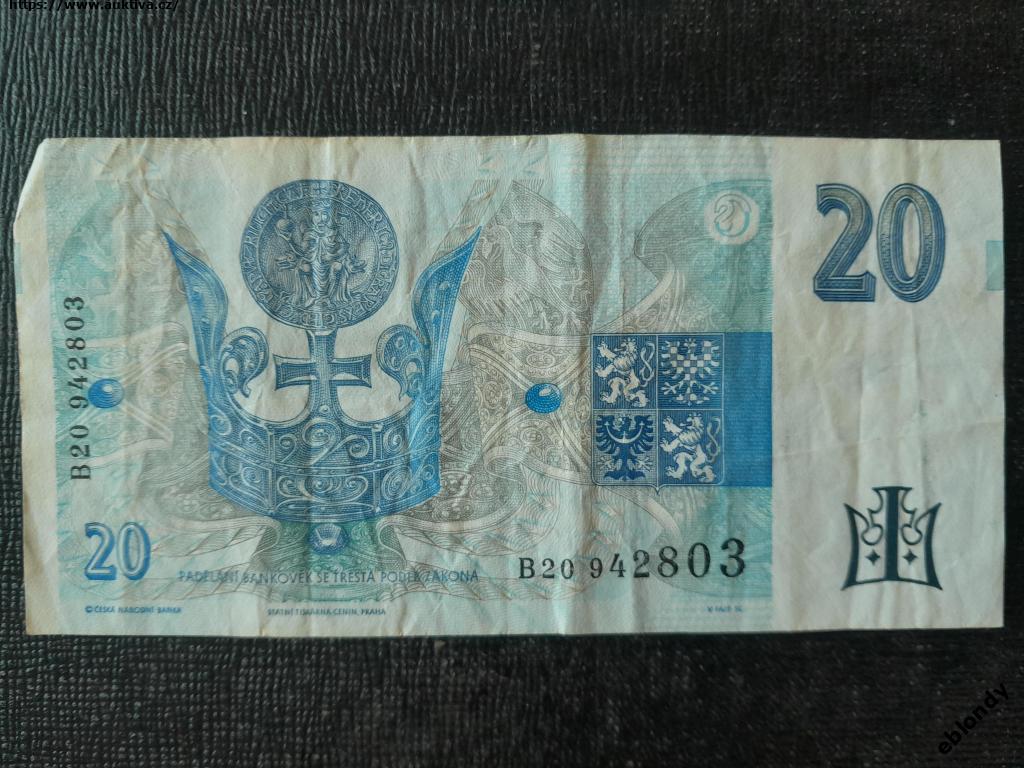 https://www.auktiva.cz/
20
B20 942803
20
PADĚLÁNÍ BANKOVEK SE TRESTÁ PODLE ZÁKONA
B20 942803
© ČESKÁ NÁRODNÍ BANKA
STÁTNÍ TISKÁRNA CENIN, PRAHA
eblondy